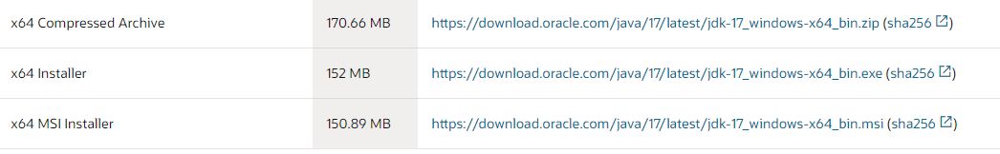 x64 Compressed Archive 170.66 MB https://download.oracle.com/java/17/latest/jdk-17_windows-x64_bin.zip (sha256)
x64 Installer 152 MB https://download.oracle.com/java/17/latest/jdk-17_windows-x64_bin.exe (sha256)
x64 MSI Installer 150.89 MB https://download.oracle.com/java/17/latest/jdk-17_windows-x64_bin.msi (sha256)